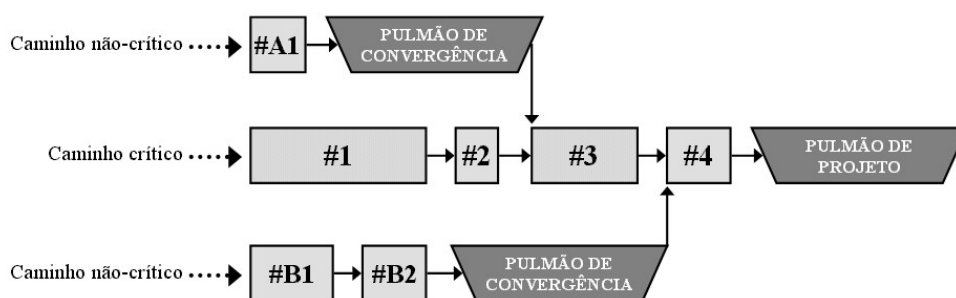 Caminho não-crítico
#A1
PULMÃO DE
CONVERGÊNCIA
Caminho crítico
#1
#2
#3
#4
PULMÃO DE
PROJETO
Caminho não-crítico
#B1
#B2
PULMÃO DE
CONVERGÊNCIA